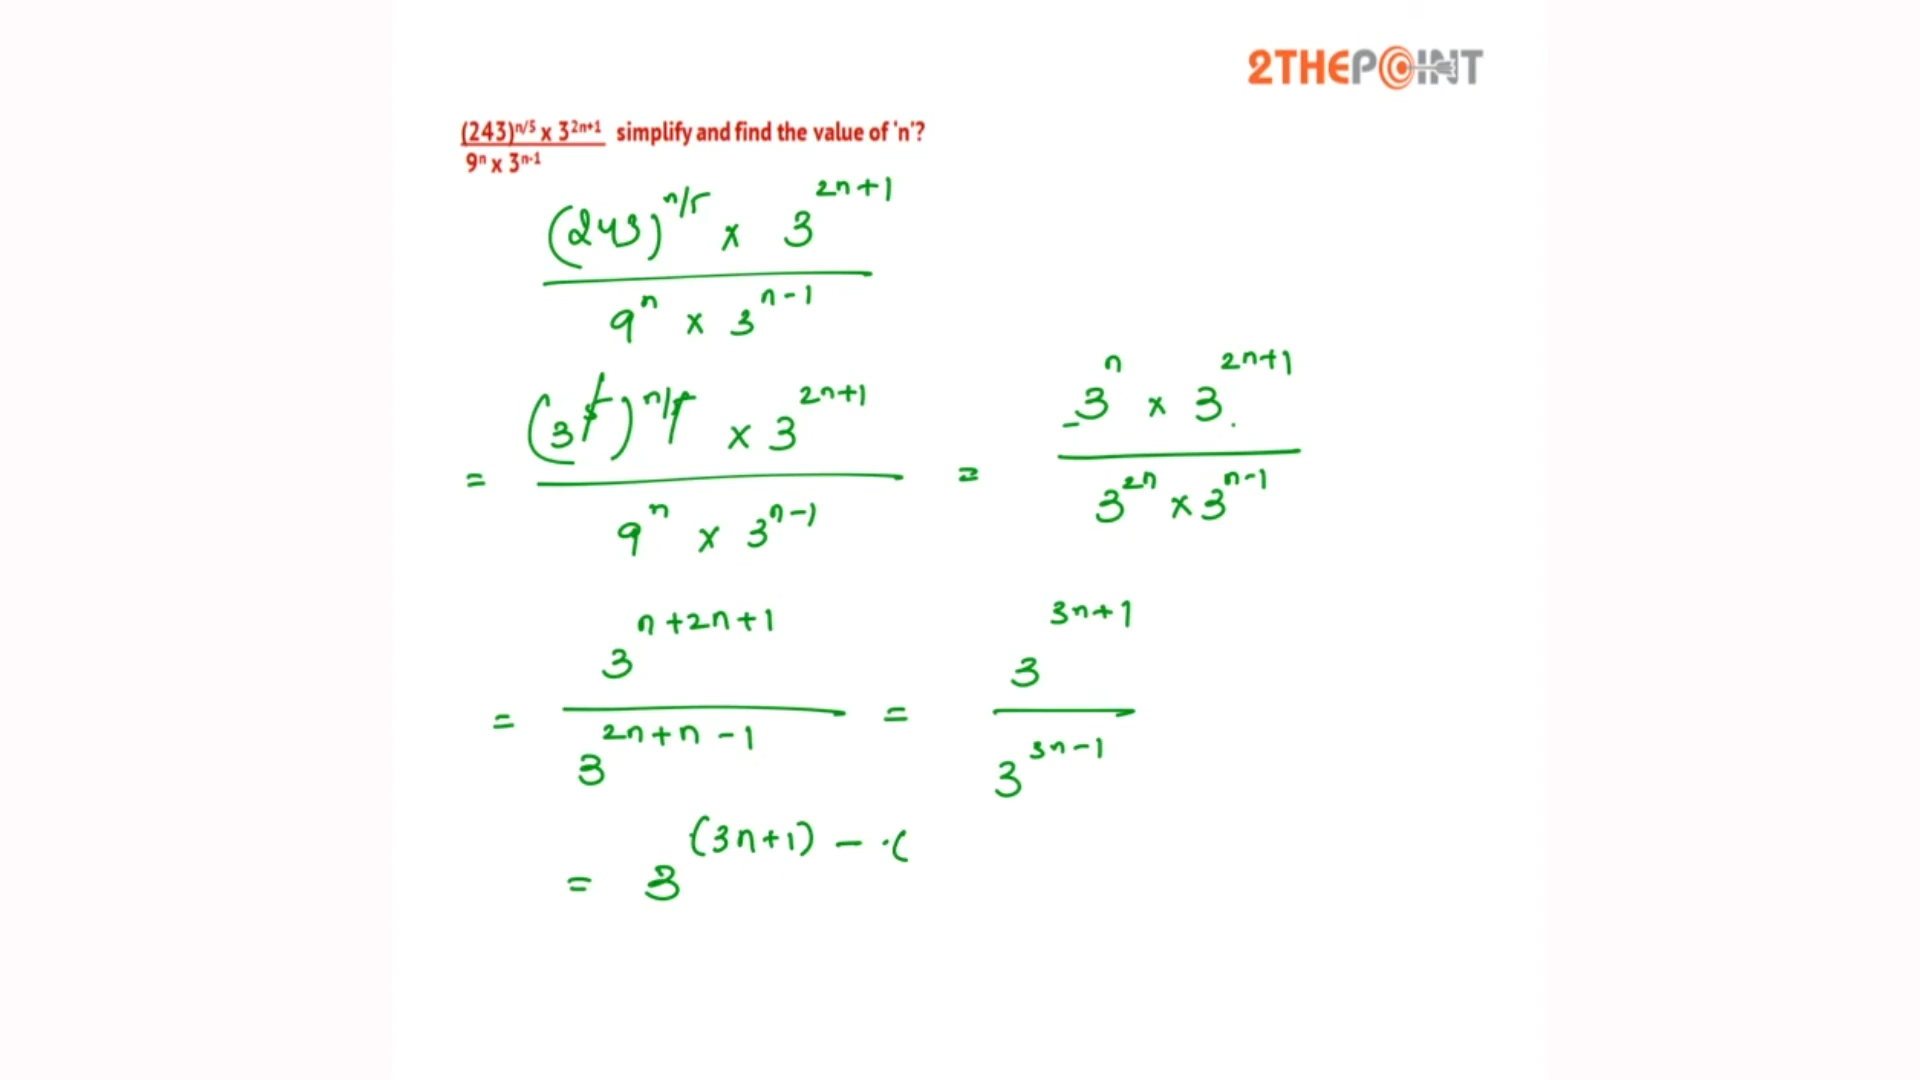 2THEPOINT
(243)^n/5 x 3^2n+1 simplify and find the value of 'n'?
9^n x 3^n-1
(243)^n/5 x 3^2n+1
9^n x 3^n-1
= (3^5)^n/5 x 3^2n+1
9^n x 3^n-1
= 3^n x 3^2n+1
3^2n x 3^n-1
= 3^n+2n+1
3^2n+n-1
= 3^3n+1
3^3n-1
= 3^(3n+1) - (